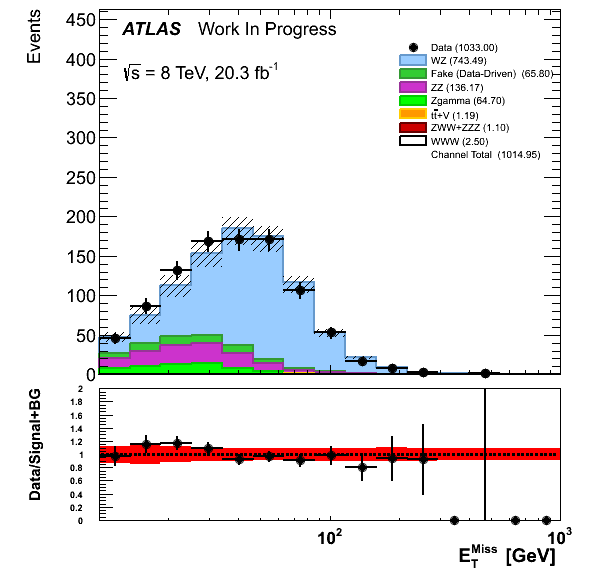 Events
450
400
350
300
250
200
150
100
50
0
ATLAS Work In Progress
√s = 8 TeV, 20.3 fb⁻¹
Data (1033.00)
WZ (743.49)
Fake (Data-Driven) (65.80)
ZZ (136.17)
Zgamma (64.70)
tt̄+V (1.19)
ZWW+ZZZ (1.10)
WWW (2.50)
Channel Total (1014.95)
Data/Signal+BG
2
1.8
1.6
1.4
1.2
1
0.8
0.6
0.4
0.2
0
10² 10³
E_T^Miss [GeV]